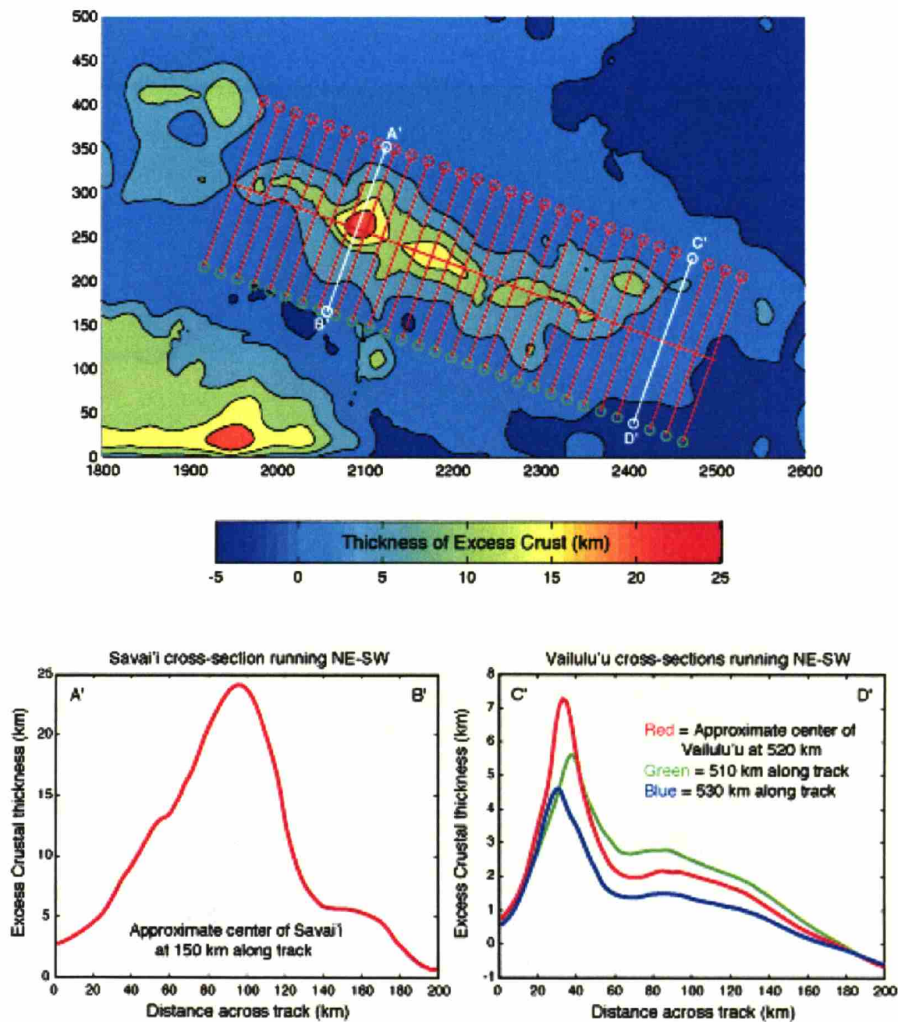 500
450
400
350
300
250
200
150
100
50
0
A'
C'
B'
D'
1800 1900 2000 2100 2200 2300 2400 2500 2600
Thickness of Excess Crust (km)
-5 0 5 10 15 20 25
Savai'i cross-section running NE-SW
25
20
15
10
5
0
Excess Crustal thickness (km)
A' B'
Approximate center of Savai'i
at 150 km along track
0 20 40 60 80 100 120 140 160 180 200
Distance across track (km)
Vailulu'u cross-sections running NE-SW
8
7
6
5
4
3
2
1
0
-1
Excess Crustal thickness (km)
C' D'
Red = Approximate center of
Vailulu'u at 520 km
Green = 510 km along track
Blue = 530 km along track
0 20 40 60 80 100 120 140 160 180 200
Distance across track (km)